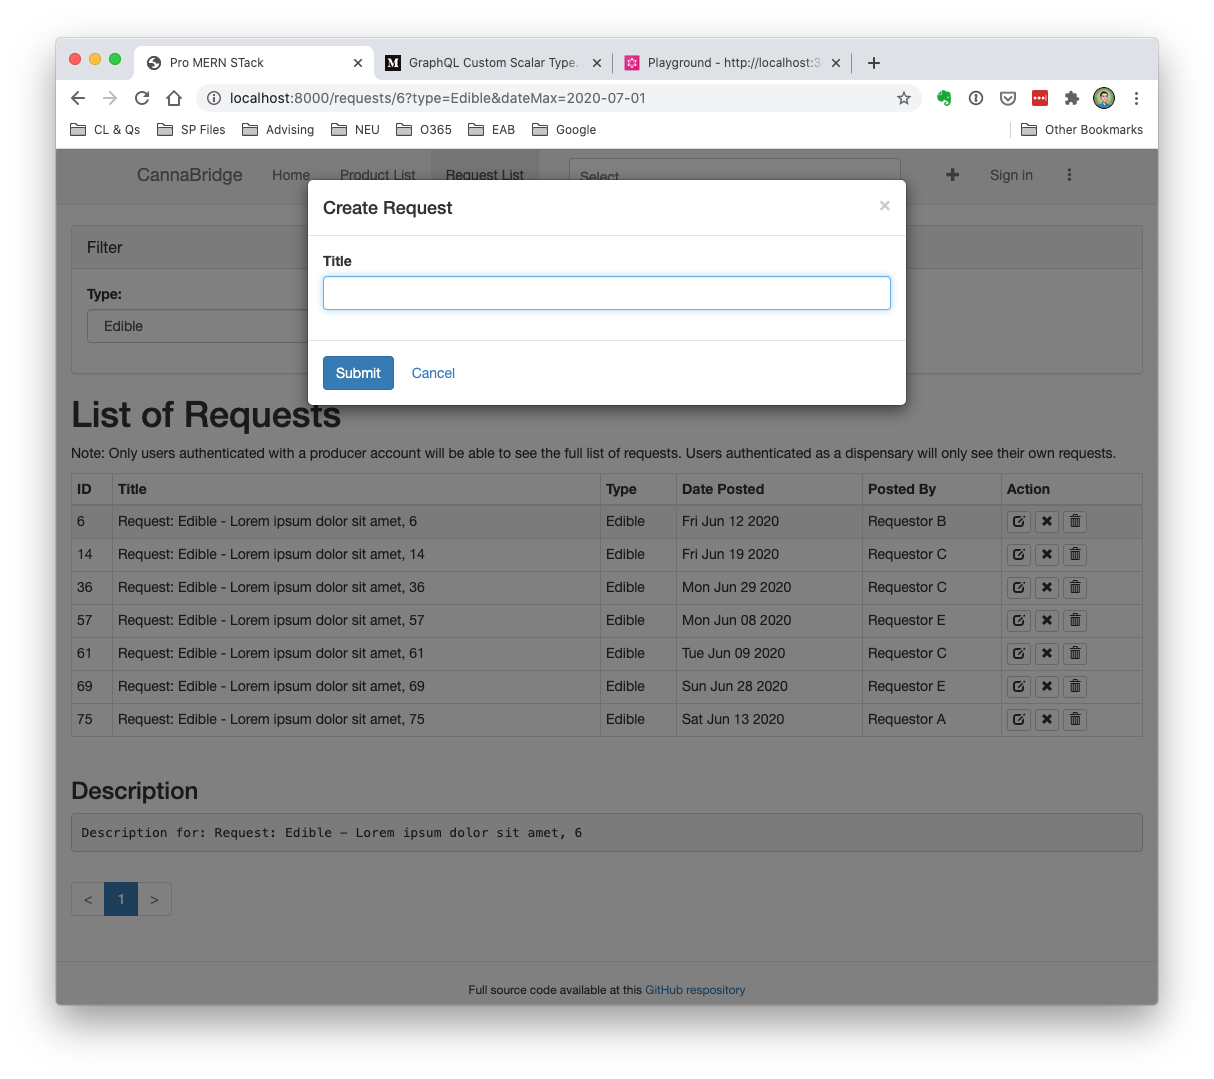 Pro MERN STack
GraphQL Custom Scalar Type.
Playground - http://localhost:3
localhost:8000/requests/6?type=Edible&dateMax=2020-07-01
CL & Qs SP Files Advising NEU O365 EAB Google Other Bookmarks
CannaBridge Home Product List Request List Select... Sign in
Create Request ×
Filter
Title
Type:
Edible
Submit Cancel
List of Requests
Note: Only users authenticated with a producer account will be able to see the full list of requests. Users authenticated as a dispensary will only see their own requests.
ID Title Type Date Posted Posted By Action
6 Request: Edible - Lorem ipsum dolor sit amet, 6 Edible Fri Jun 12 2020 Requestor B
14 Request: Edible - Lorem ipsum dolor sit amet, 14 Edible Fri Jun 19 2020 Requestor C
36 Request: Edible - Lorem ipsum dolor sit amet, 36 Edible Mon Jun 29 2020 Requestor C
57 Request: Edible - Lorem ipsum dolor sit amet, 57 Edible Mon Jun 08 2020 Requestor E
61 Request: Edible - Lorem ipsum dolor sit amet, 61 Edible Tue Jun 09 2020 Requestor C
69 Request: Edible - Lorem ipsum dolor sit amet, 69 Edible Sun Jun 28 2020 Requestor E
75 Request: Edible - Lorem ipsum dolor sit amet, 75 Edible Sat Jun 13 2020 Requestor A
Description
Description for: Request: Edible - Lorem ipsum dolor sit amet, 6
< 1 >
Full source code available at this GitHub respository